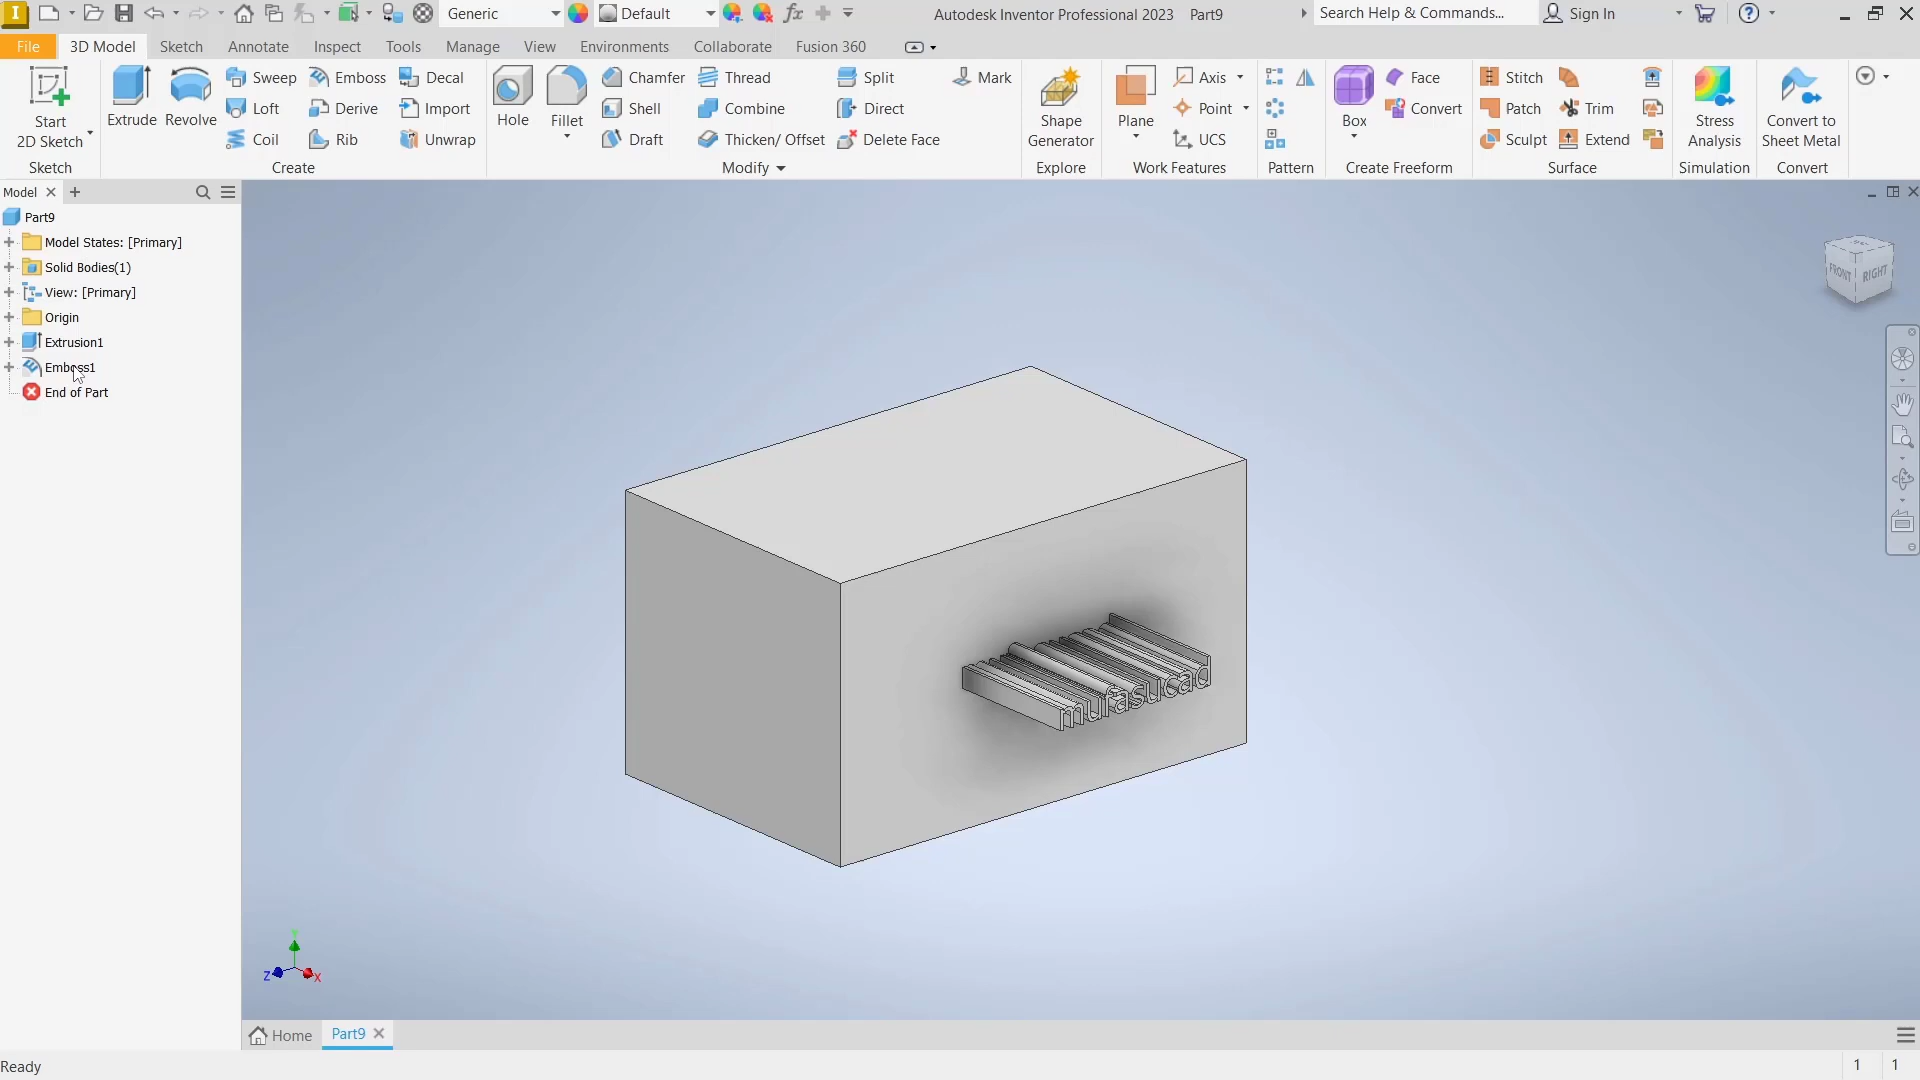 Generic
Default
Autodesk Inventor Professional 2023 Part9
Search Help & Commands...
Sign In
File
3D Model
Sketch
Annotate
Inspect
Tools
Manage
View
Environments
Collaborate
Fusion 360
Start
2D Sketch
Sketch
Extrude
Revolve
Sweep
Loft
Coil
Emboss
Derive
Rib
Decal
Import
Unwrap
Create
Hole
Fillet
Chamfer
Shell
Draft
Thread
Combine
Thicken/ Offset
Split
Direct
Delete Face
Mark
Modify
Shape
Generator
Explore
Plane
Axis
Point
UCS
Work Features
Pattern
Box
Face
Convert
Create Freeform
Stitch
Patch
Sculpt
Trim
Extend
Surface
Stress
Analysis
Simulation
Convert to
Sheet Metal
Convert
Model
Part9
Model States: [Primary]
Solid Bodies(1)
View: [Primary]
Origin
Extrusion1
Emboss1
End of Part
FRONT
RIGHT
Y
Z
X
Home
Part9
Ready
1
1